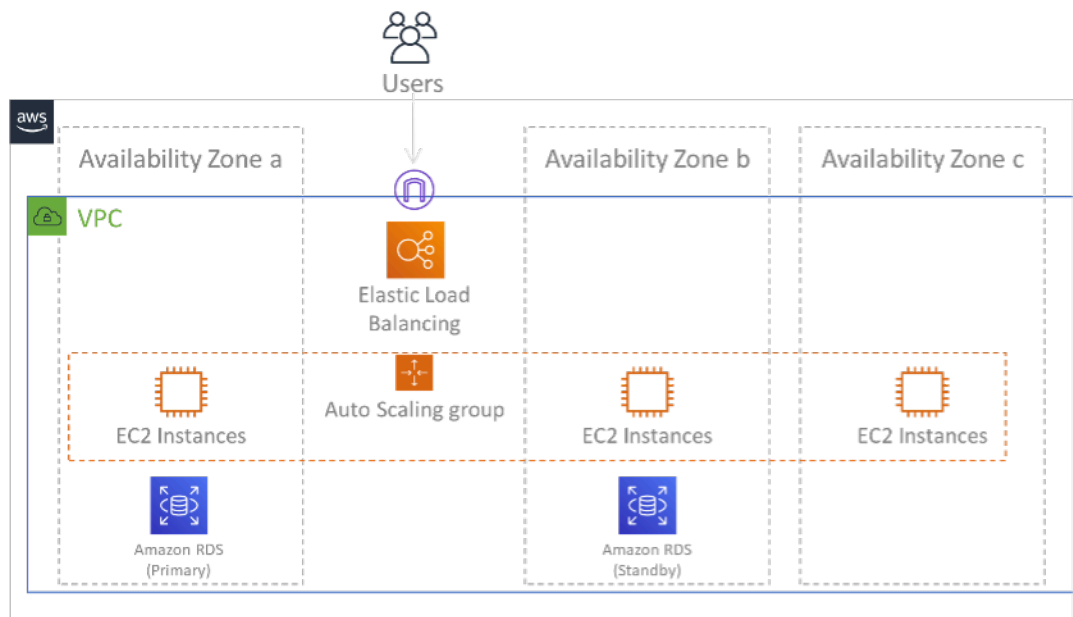 Users
aws
Availability Zone a
Availability Zone b
Availability Zone c
VPC
Elastic Load
Balancing
Auto Scaling group
EC2 Instances
EC2 Instances
EC2 Instances
Amazon RDS
(Primary)
Amazon RDS
(Standby)